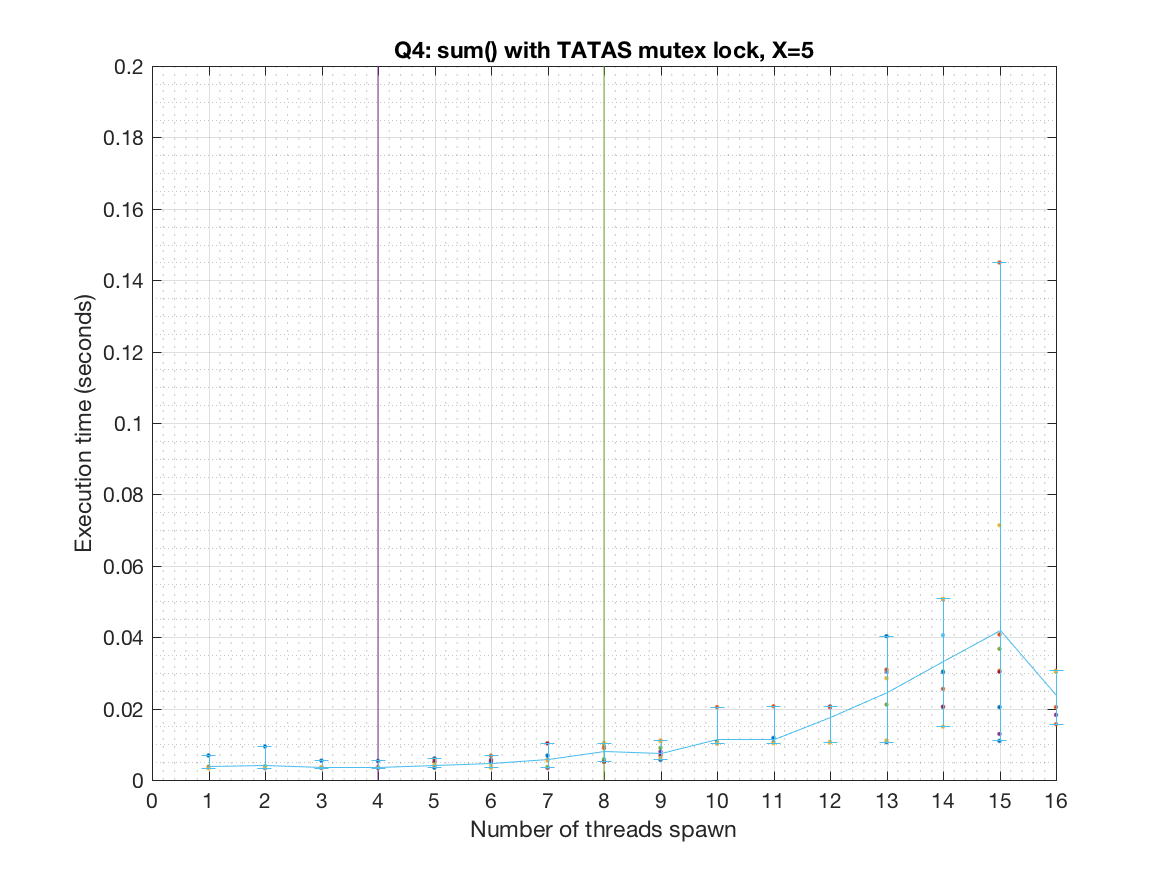 Q4: sum() with TATAS mutex lock, X=5
0.2
0.18
0.16
0.14
0.12
0.1
0.08
0.06
0.04
0.02
0
Execution time (seconds)
0 1 2 3 4 5 6 7 8 9 10 11 12 13 14 15 16
Number of threads spawn